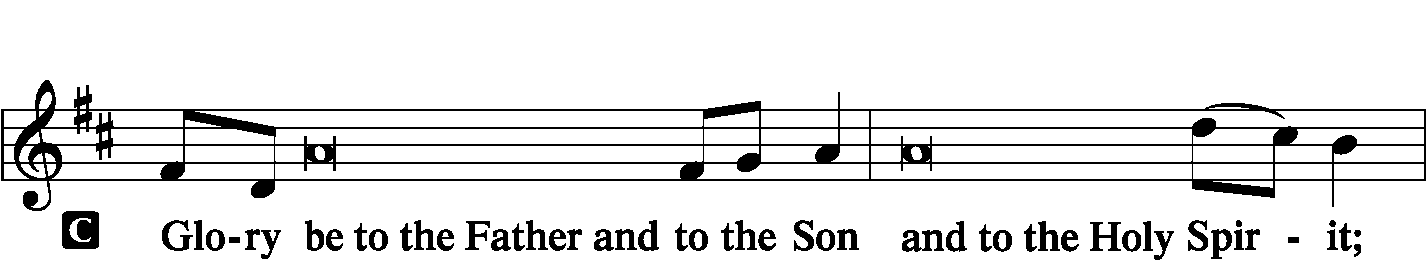 C Glo-ry be to the Father and to the Son and to the Holy Spir - it;